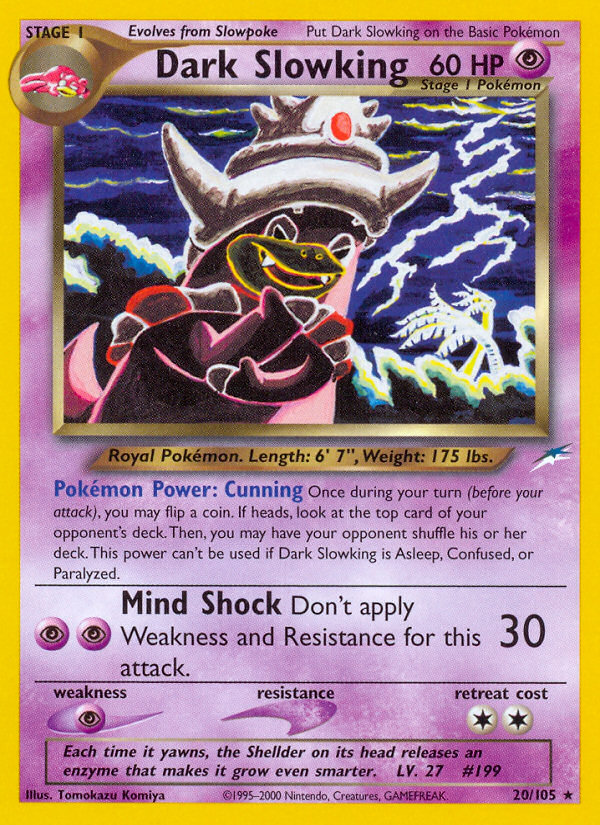 STAGE 1 Evolves from Slowpoke Put Dark Slowking on the Basic Pokémon
Dark Slowking 60 HP
Stage 1 Pokémon
Royal Pokémon. Length: 6' 7", Weight: 175 lbs.
Pokémon Power: Cunning Once during your turn (before your
attack), you may flip a coin. If heads, look at the top card of your
opponent's deck. Then, you may have your opponent shuffle his or her
deck. This power can't be used if Dark Slowking is Asleep, Confused, or
Paralyzed.
Mind Shock Don't apply
Weakness and Resistance for this 30
attack.
weakness resistance retreat cost
Each time it yawns, the Shellder on its head releases an
enzyme that makes it grow even smarter. LV. 27 #199
Illus. Tomokazu Komiya ©1995–2000 Nintendo, Creatures, GAMEFREAK. 20/105 ★